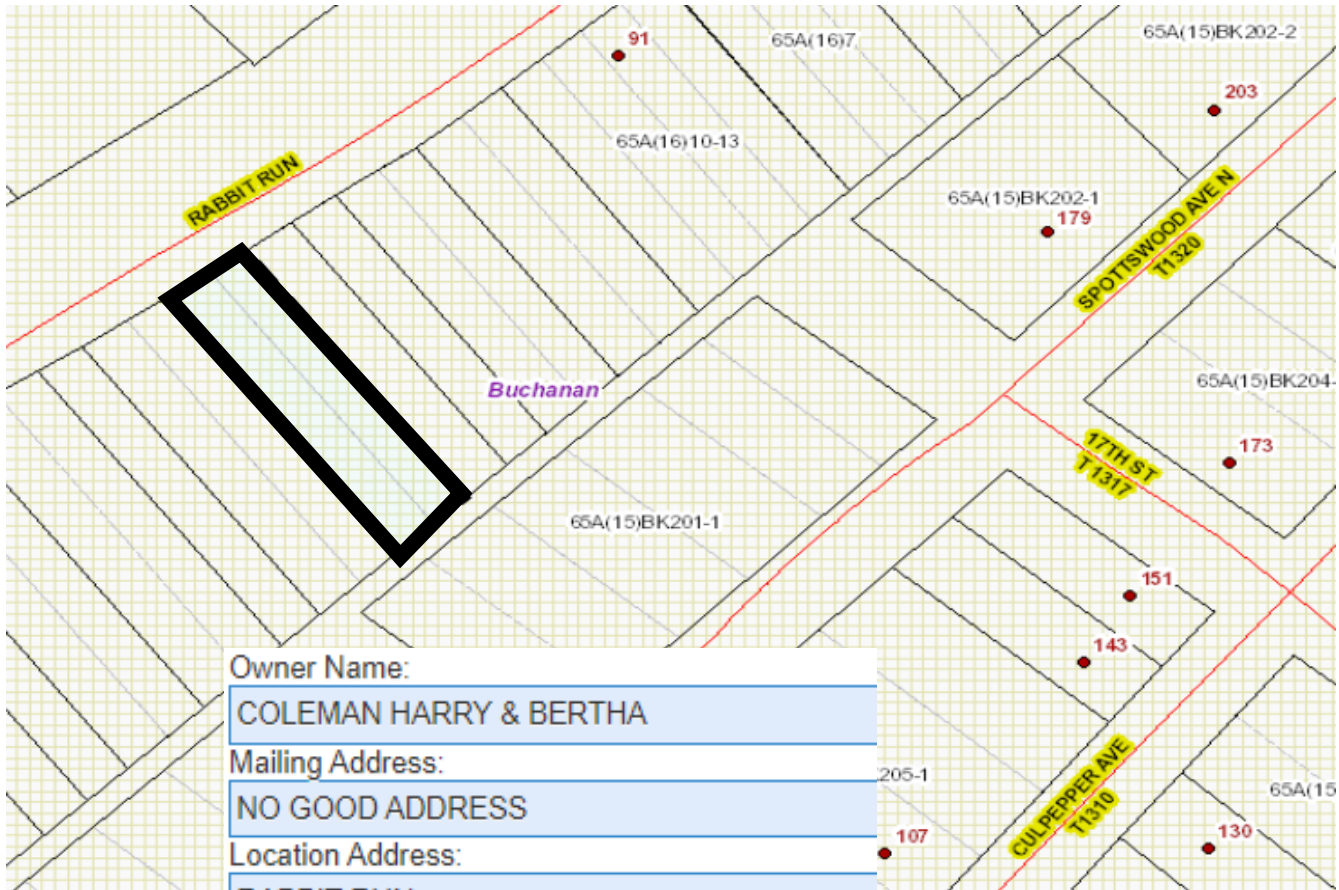 91
65A(16)7
65A(15)BK202-2
203
65A(16)10-13
RABBIT RUN
65A(15)BK202-1
179
SPOTTSWOOD AVE N
T1320
Buchanan
65A(15)BK204-
17TH ST
T 1317
173
65A(15)BK201-1
151
143
Owner Name:
COLEMAN HARRY & BERTHA
Mailing Address:
NO GOOD ADDRESS
Location Address:
RABBIT RUN
205-1
65A(15
CULPEPPER AVE
T1310
107
130